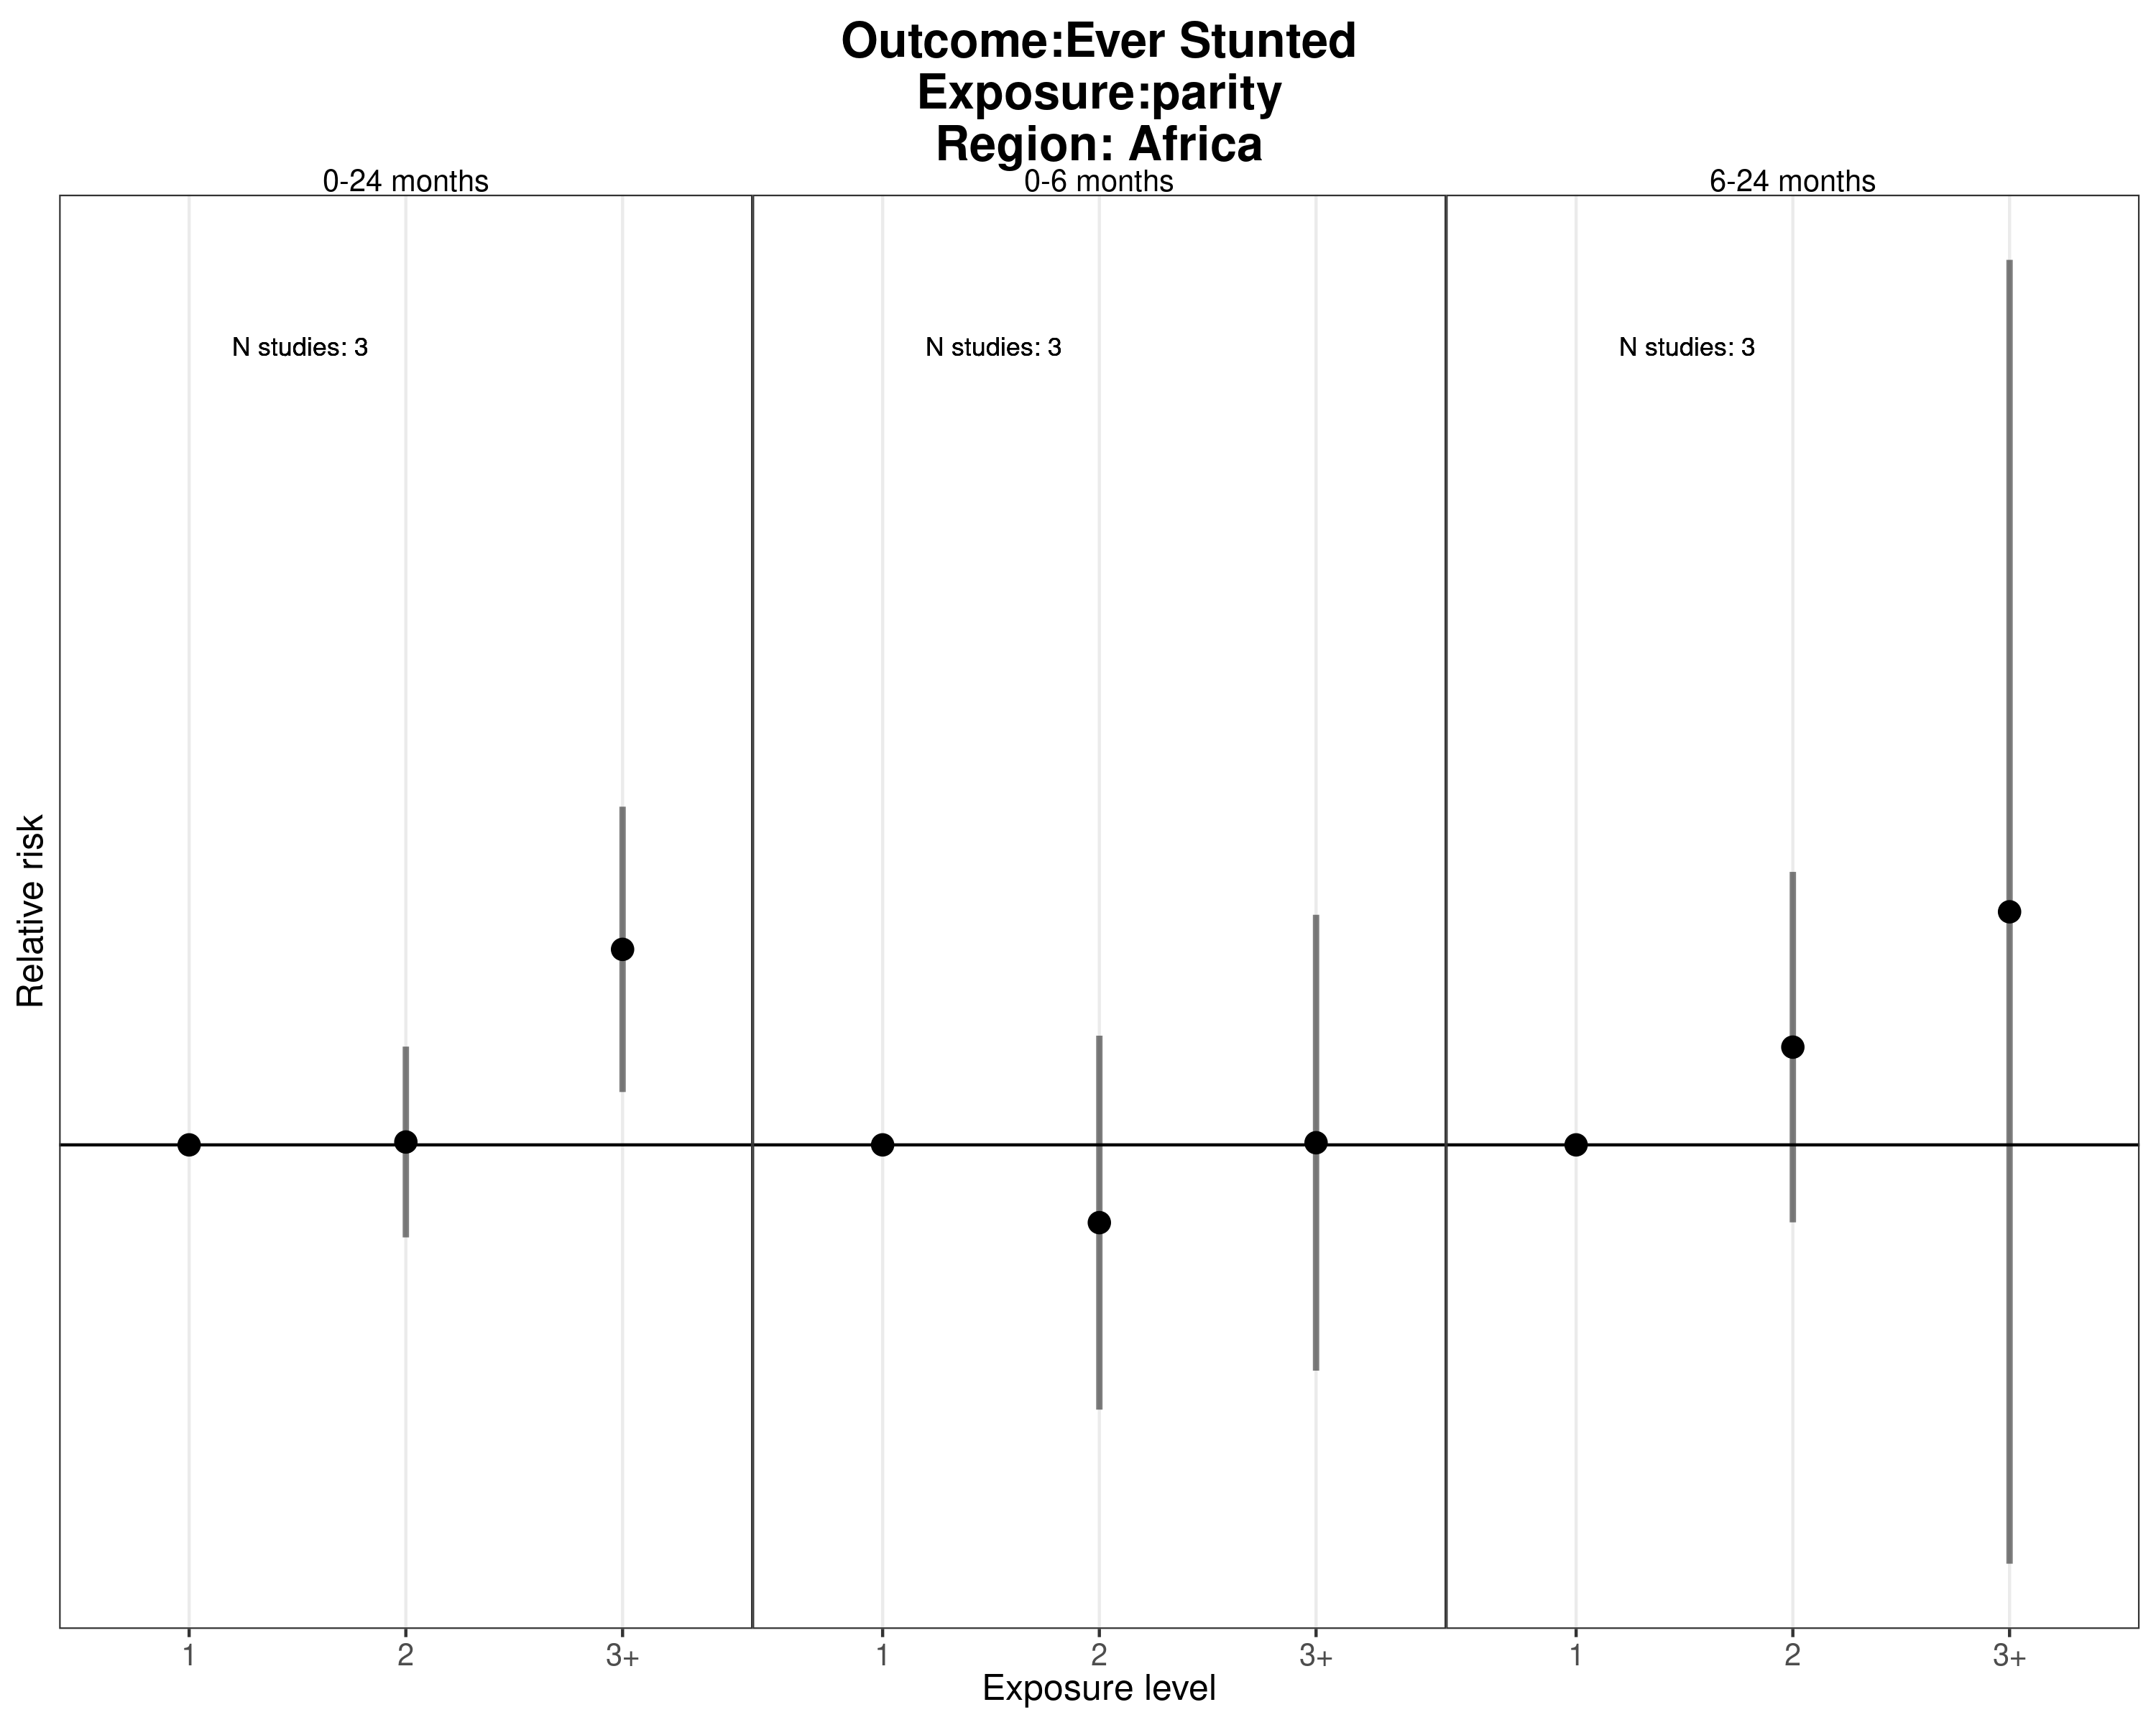 Outcome:Ever Stunted
Exposure:parity
Region: Africa
0-24 months
0-6 months
6-24 months
N studies: 3
N studies: 3
N studies: 3
Relative risk
1
2
3+
1
2
3+
1
2
3+
Exposure level